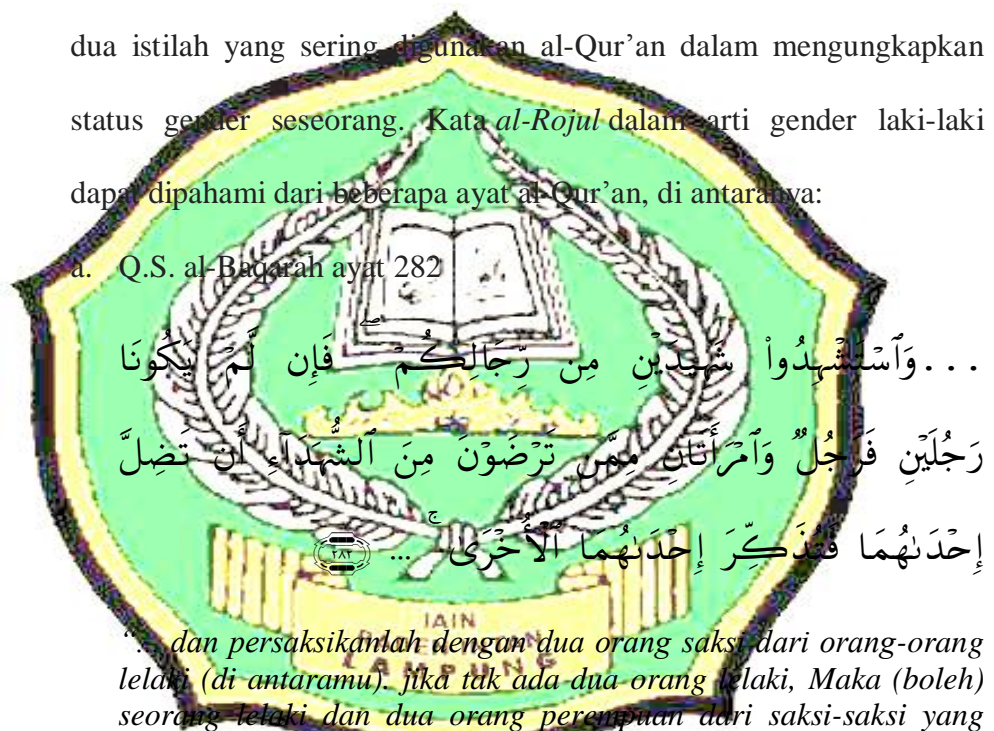 dua istilah yang sering digunakan al-Qur’an dalam mengungkapkan
status gender seseorang. Kata al-Rojul dalam arti gender laki-laki
dapat dipahami dari beberapa ayat al-Qur’an, di antaranya:
a. Q.S. al-Baqarah ayat 282
...وَٱسْتَشْهِدُوا۟ شَهِيدَيْنِ مِن رِّجَالِكُمْ ۖ فَإِن لَّمْ يَكُونَا
رَجُلَيْنِ فَرَجُلٌ وَٱمْرَأَتَانِ مِمَّن تَرْضَوْنَ مِنَ ٱلشُّهَدَآءِ أَن تَضِلَّ
إِحْدَىٰهُمَا فَتُذَكِّرَ إِحْدَىٰهُمَا ٱلْأُخْرَىٰ ۚ ... ﴿٢٨٢﴾
IAIN
“... dan persaksikanlah dengan dua orang saksi dari orang-orang
LAMPUNG
lelaki (di antaramu). jika tak ada dua orang lelaki, Maka (boleh)
seorang lelaki dan dua orang perempuan dari saksi-saksi yang